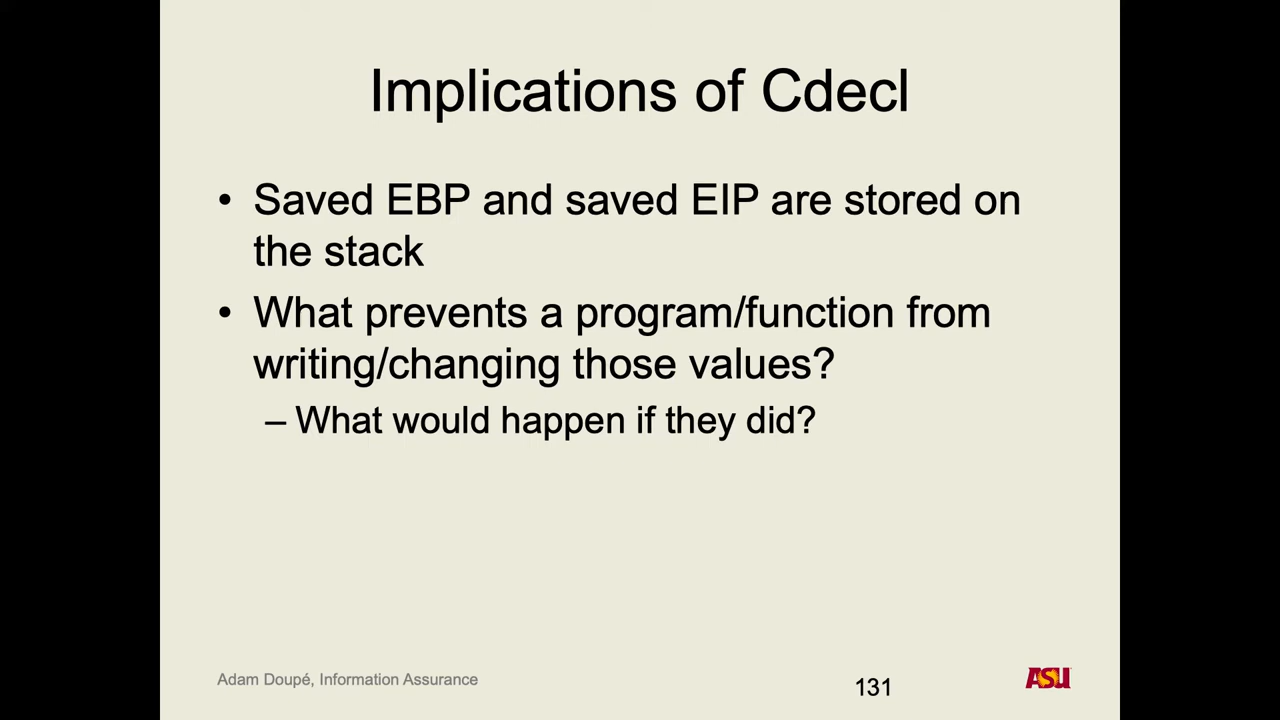 Implications of Cdecl
• Saved EBP and saved EIP are stored on
the stack
• What prevents a program/function from
writing/changing those values?
– What would happen if they did?
Adam Doupé, Information Assurance
131
ASU